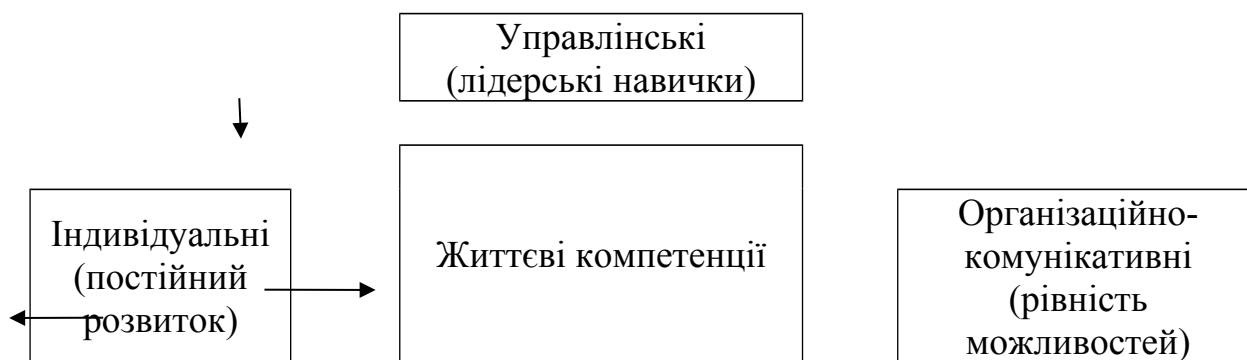 Управлінські
(лідерські навички)
Індивідуальні
(постійний
розвиток)
Життєві компетенції
Організаційно-
комунікативні
(рівність
можливостей)